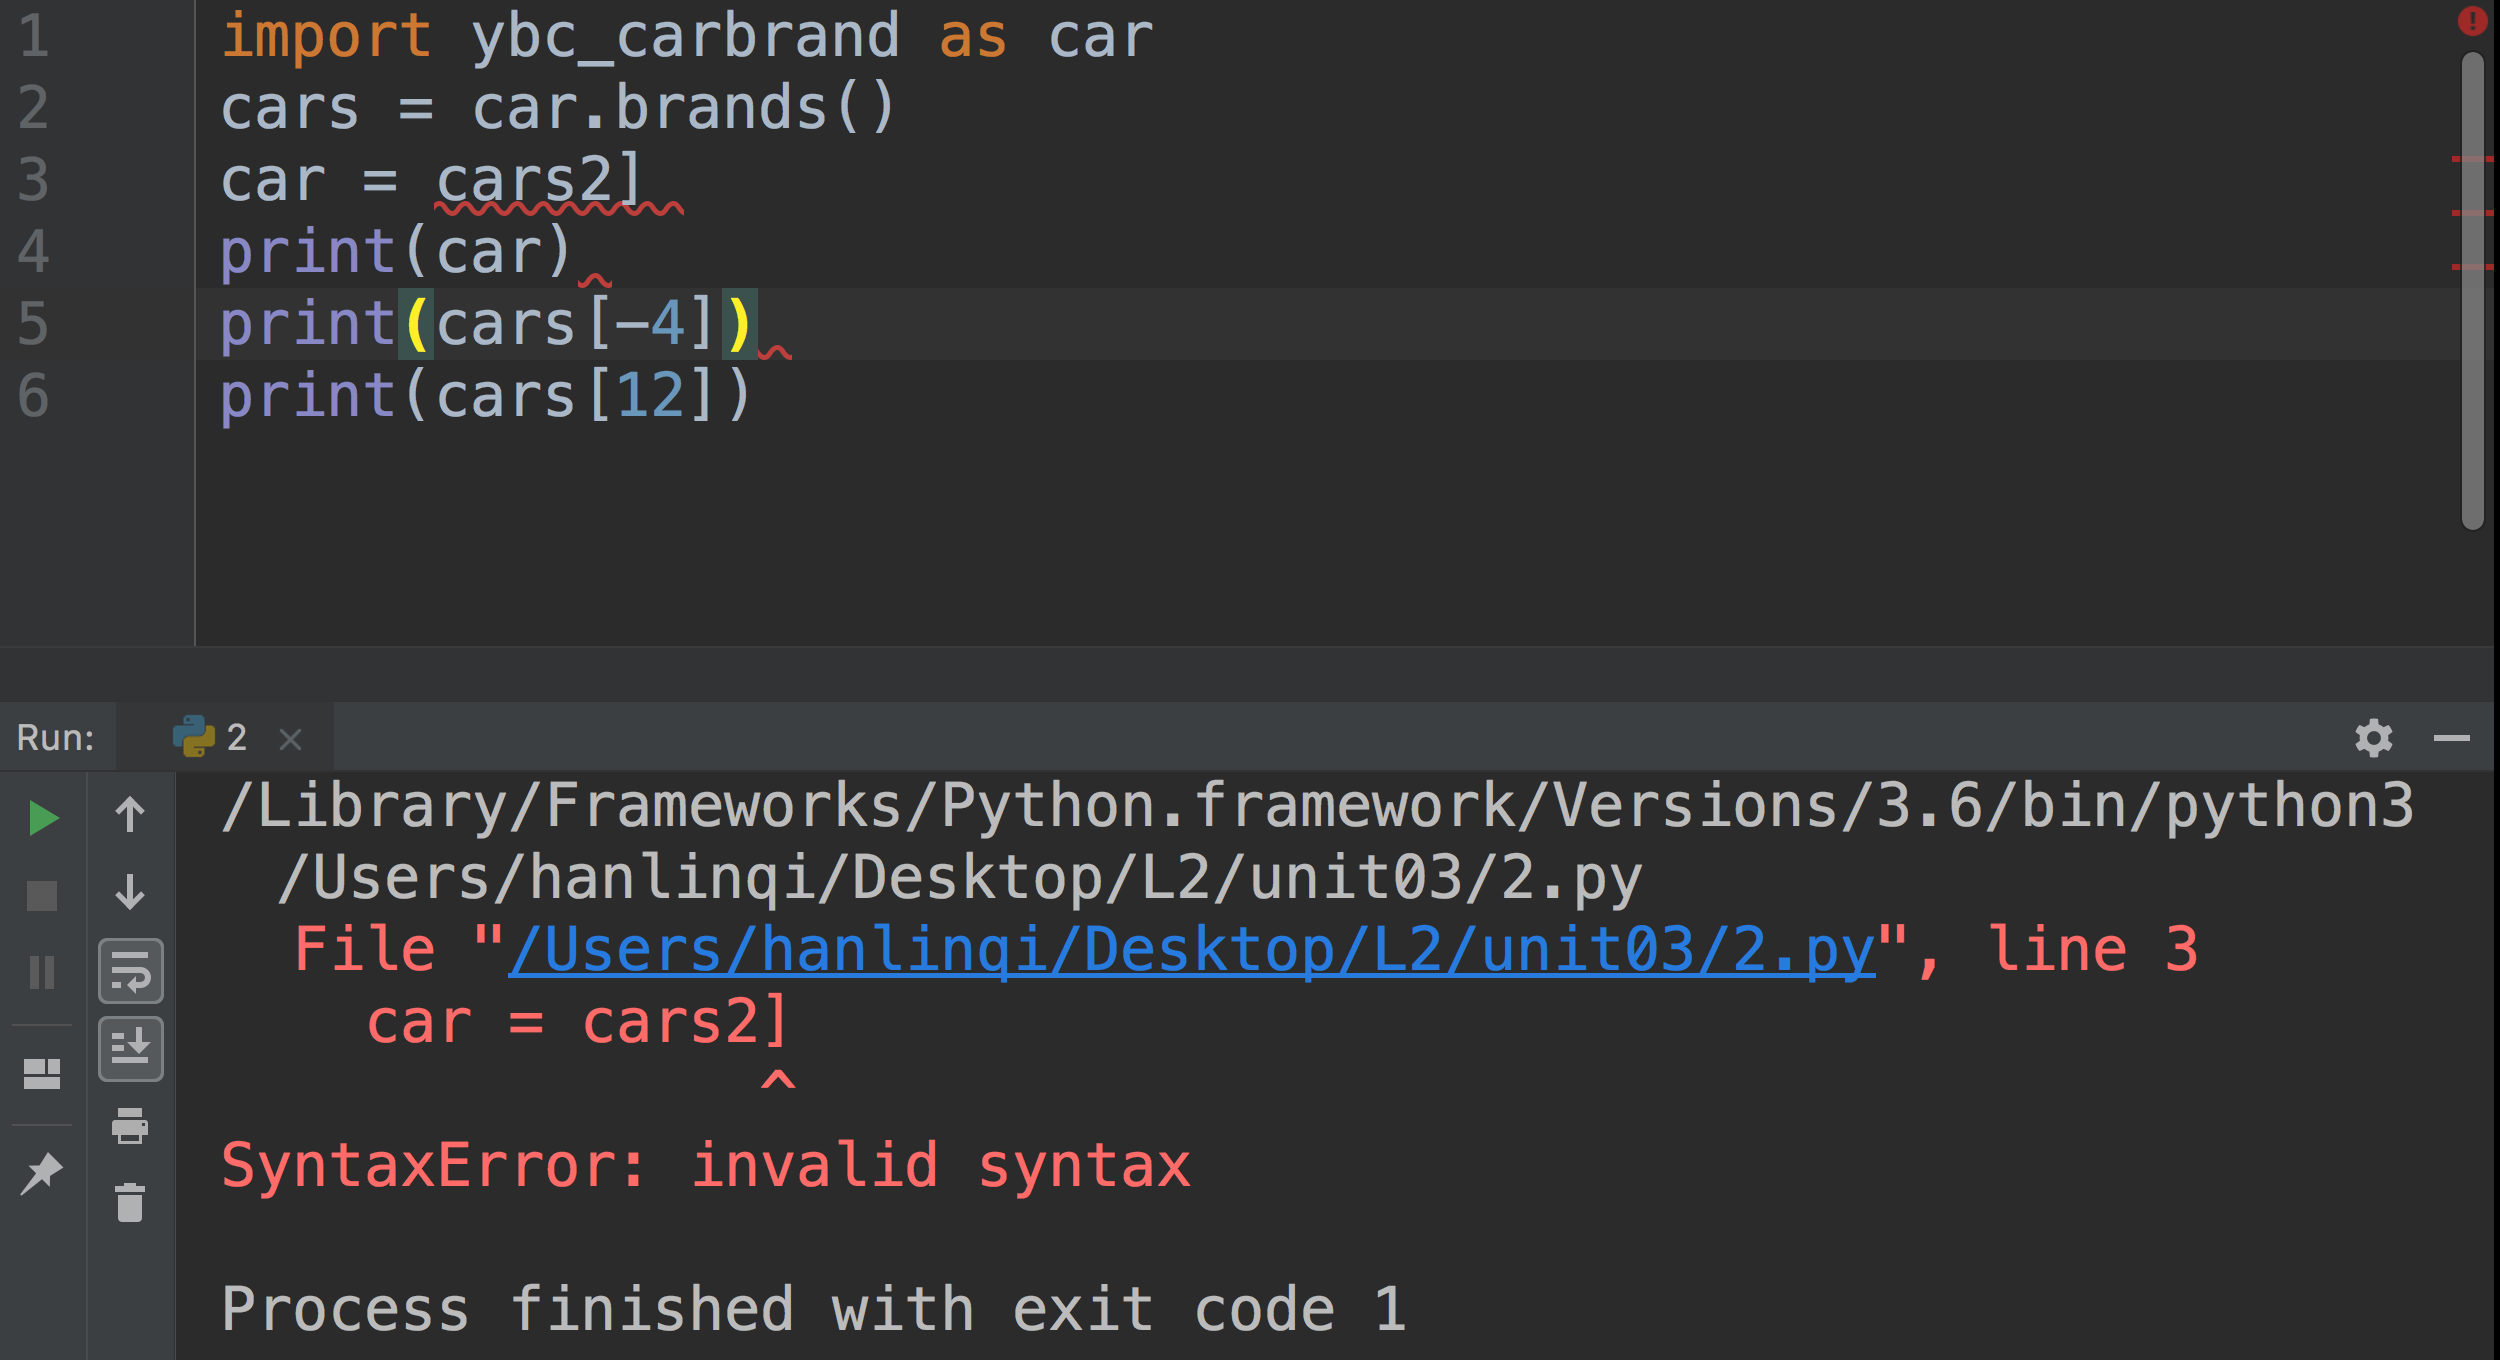 1 import ybc_carbrand as car
2 cars = car.brands()
3 car = cars2]
4 print(car)
5 print(cars[-4])
6 print(cars[12])
Run: 2
/Library/Frameworks/Python.framework/Versions/3.6/bin/python3
/Users/hanlinqi/Desktop/L2/unit03/2.py
File "/Users/hanlinqi/Desktop/L2/unit03/2.py", line 3
car = cars2]
^
SyntaxError: invalid syntax
Process finished with exit code 1